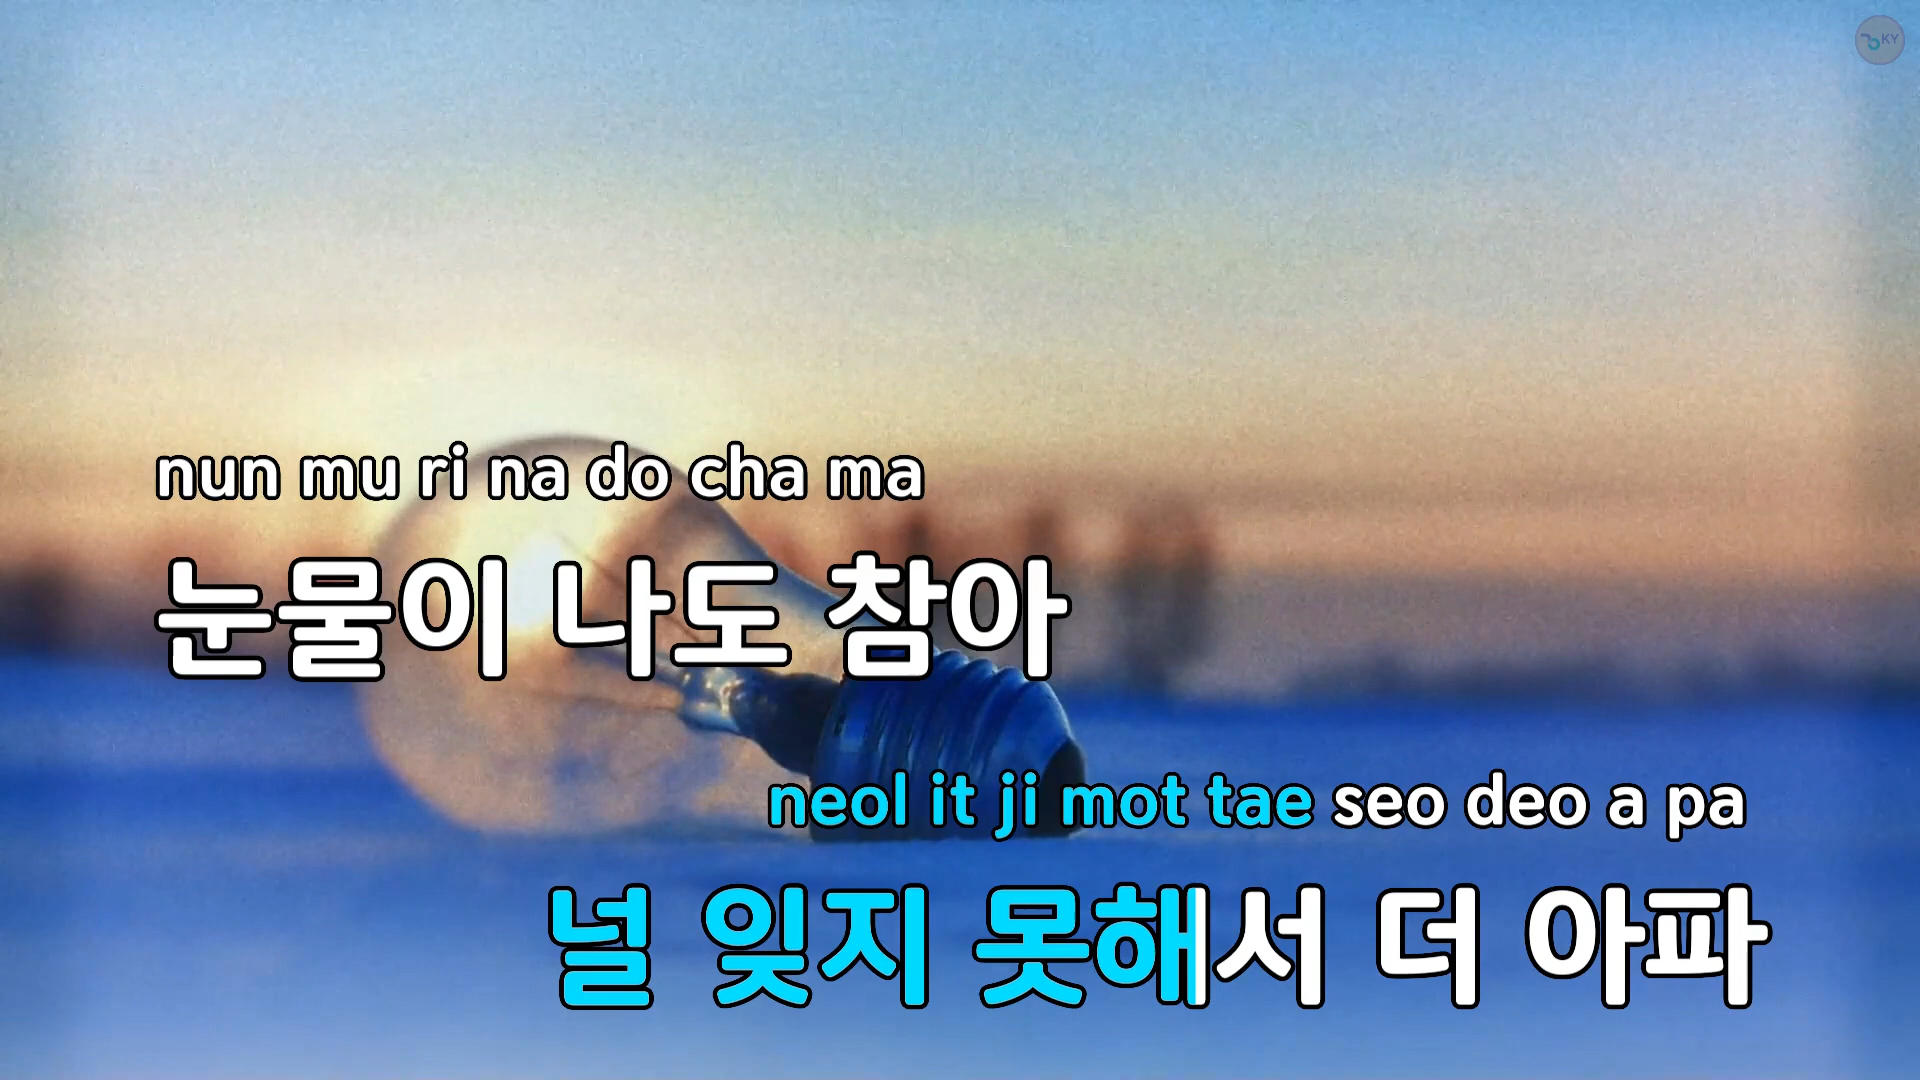 KY
nun mu ri na do cha ma
눈물이 나도 참아
neol it ji mot tae seo deo a pa
널 잊지 못해서 더 아파